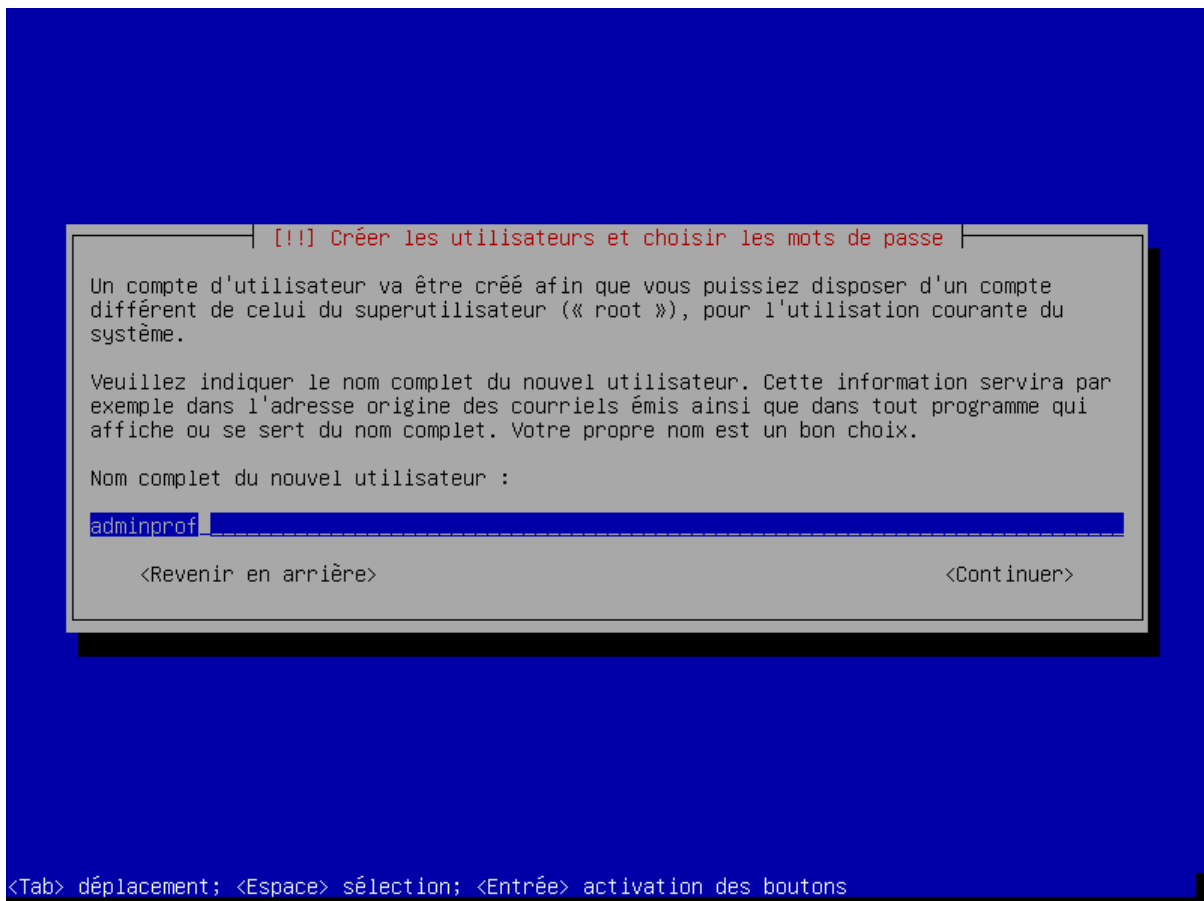 [!!] Créer les utilisateurs et choisir les mots de passe
Un compte d'utilisateur va être créé afin que vous puissiez disposer d'un compte
différent de celui du superutilisateur (« root »), pour l'utilisation courante du
système.
Veuillez indiquer le nom complet du nouvel utilisateur. Cette information servira par
exemple dans l'adresse origine des courriels émis ainsi que dans tout programme qui
affiche ou se sert du nom complet. Votre propre nom est un bon choix.
Nom complet du nouvel utilisateur :
adminprof
<Revenir en arrière> <Continuer>
<Tab> déplacement; <Espace> sélection; <Entrée> activation des boutons